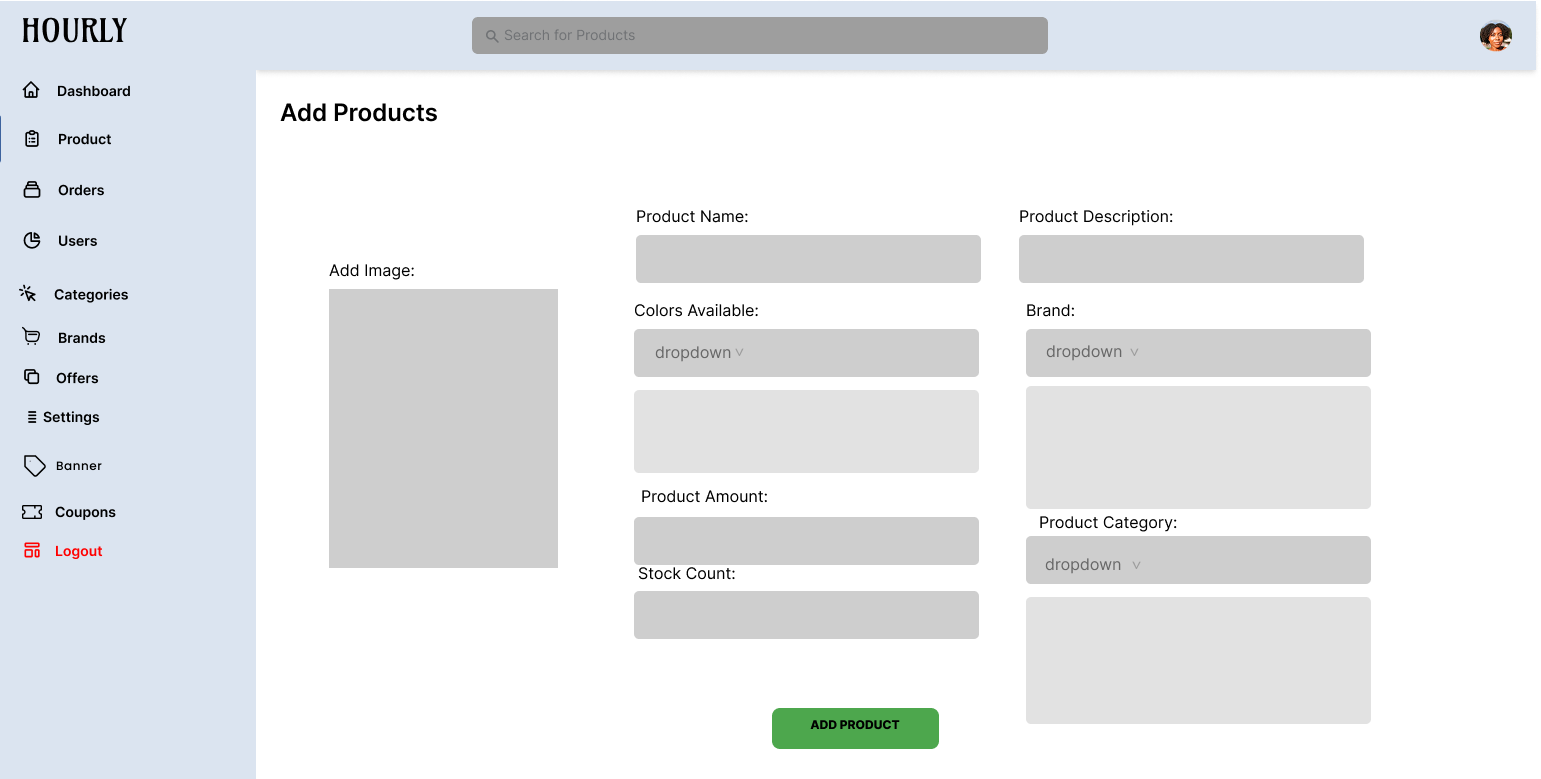 HOURLY
Search for Products
Dashboard
Product
Orders
Users
Categories
Brands
Offers
Settings
Banner
Coupons
Logout
Add Products
Add Image:
Product Name:
Product Description:
Colors Available:
dropdown
Brand:
dropdown
Product Amount:
Stock Count:
Product Category:
dropdown
ADD PRODUCT